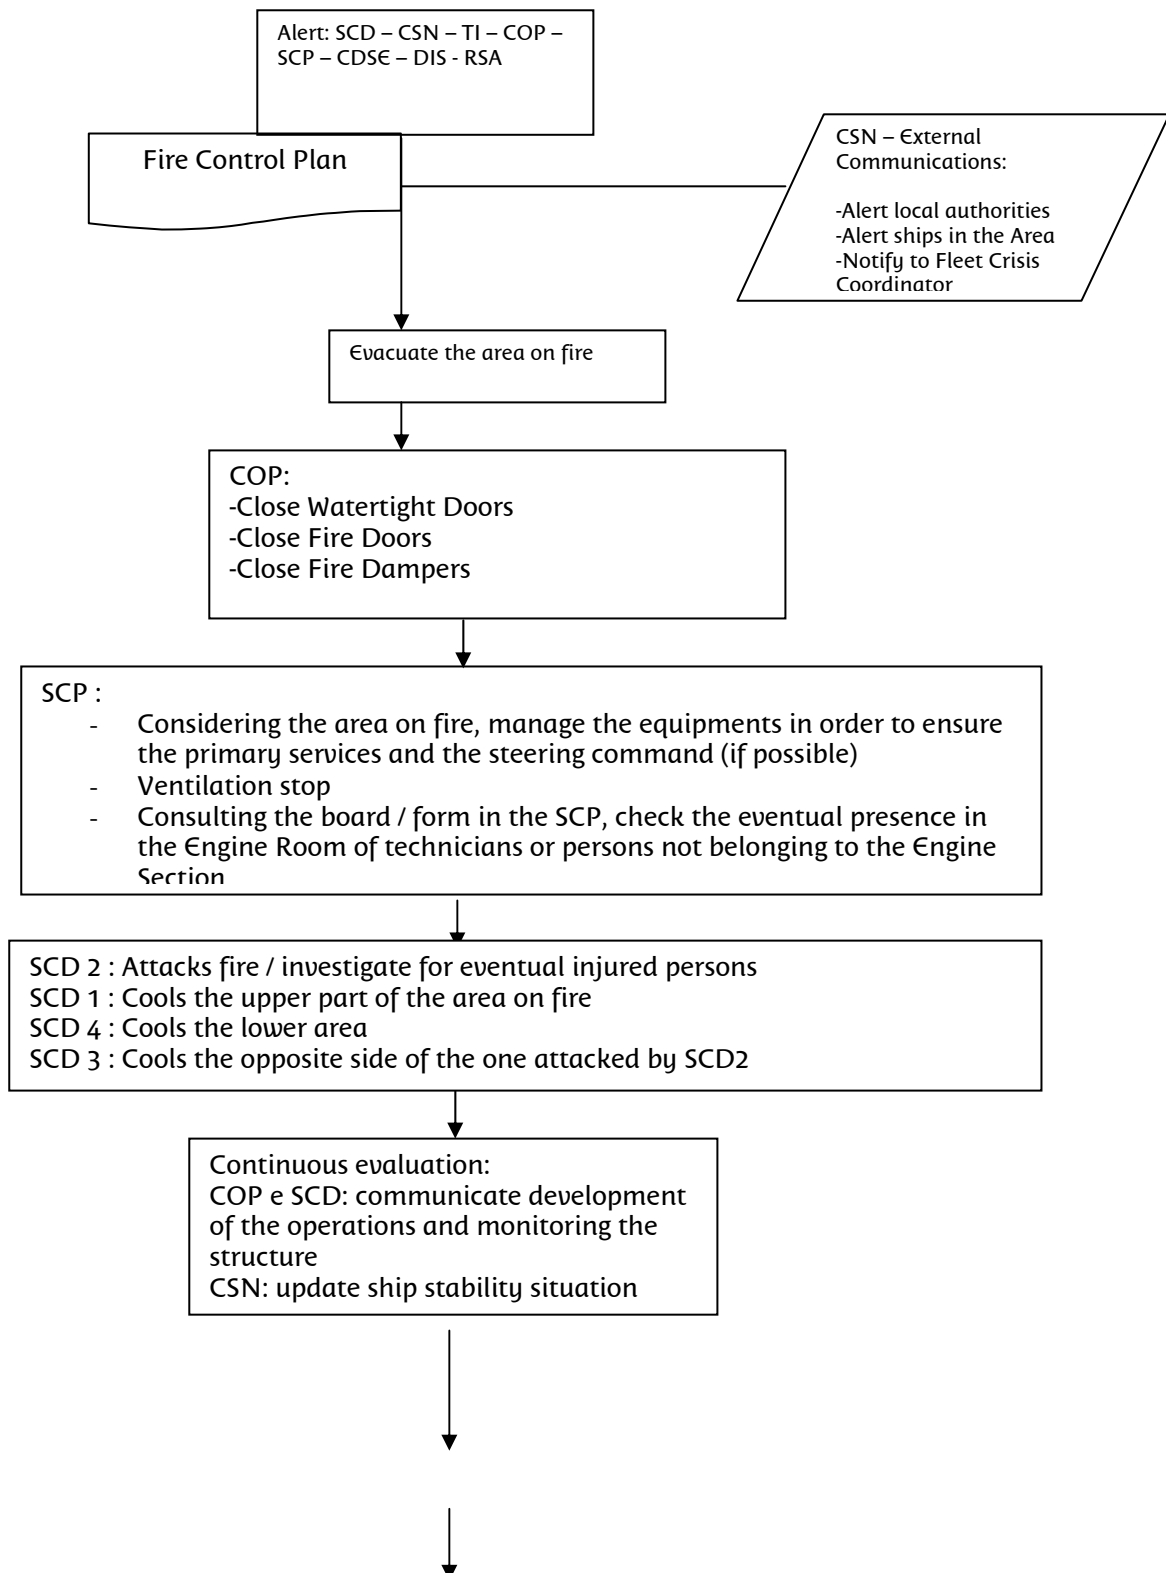 Alert: SCD – CSN – TI – COP –
SCP – CDSE – DIS - RSA
Fire Control Plan
CSN – External
Communications:
-Alert local authorities
-Alert ships in the Area
-Notify to Fleet Crisis
Coordinator
Evacuate the area on fire
COP:
-Close Watertight Doors
-Close Fire Doors
-Close Fire Dampers
SCP :
- Considering the area on fire, manage the equipments in order to ensure
the primary services and the steering command (if possible)
- Ventilation stop
- Consulting the board / form in the SCP, check the eventual presence in
the Engine Room of technicians or persons not belonging to the Engine
Section
SCD 2 : Attacks fire / investigate for eventual injured persons
SCD 1 : Cools the upper part of the area on fire
SCD 4 : Cools the lower area
SCD 3 : Cools the opposite side of the one attacked by SCD2
Continuous evaluation:
COP e SCD: communicate development
of the operations and monitoring the
structure
CSN: update ship stability situation